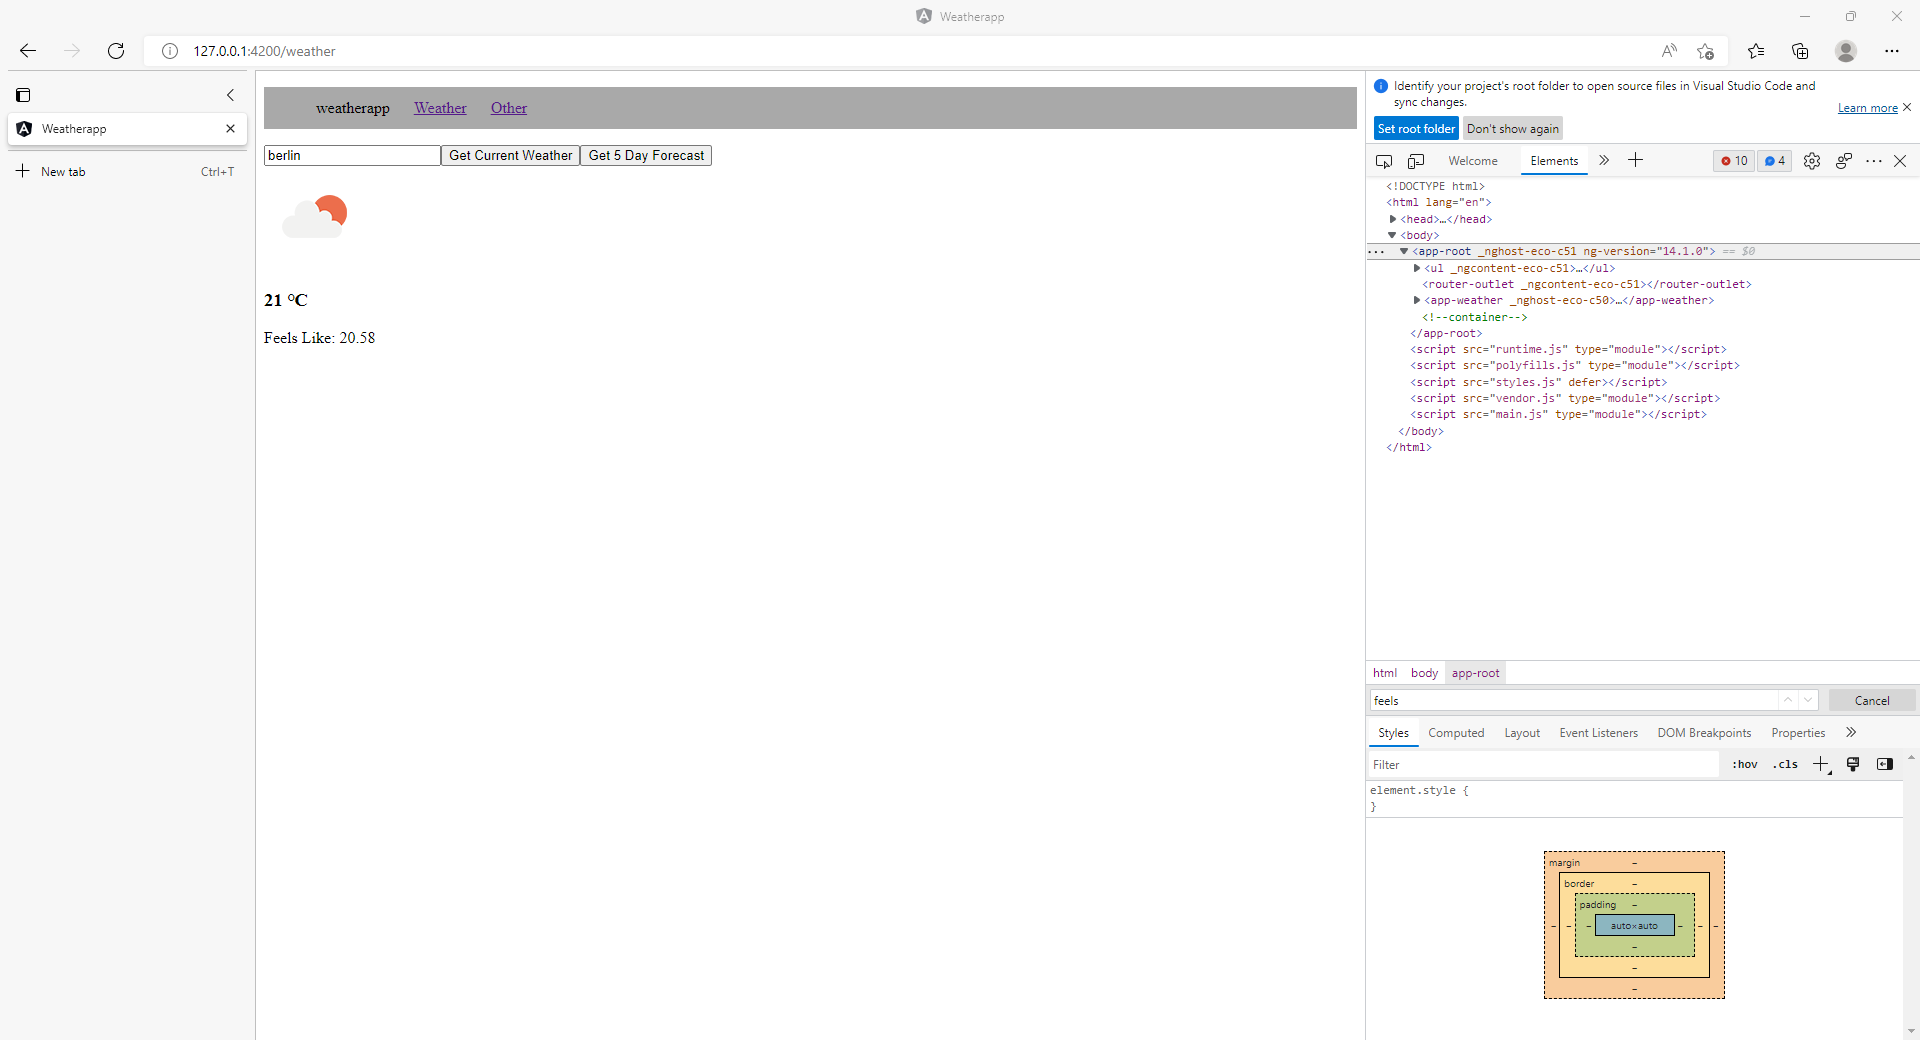 Weatherapp
127.0.0.1:4200/weather
Weatherapp
New tab Ctrl+T
weatherapp Weather Other
berlin Get Current Weather Get 5 Day Forecast
21 °C
Feels Like: 20.58
Identify your project's root folder to open source files in Visual Studio Code and
sync changes.
Learn more
Set root folder Don't show again
Welcome Elements 10 4
<!DOCTYPE html>
<html lang="en">
<head>…</head>
<body>
··· <app-root _nghost-eco-c51 ng-version="14.1.0"> == $0
<ul _ngcontent-eco-c51>…</ul>
<router-outlet _ngcontent-eco-c51></router-outlet>
<app-weather _nghost-eco-c50>…</app-weather>
<!--container-->
</app-root>
<script src="runtime.js" type="module"></script>
<script src="polyfills.js" type="module"></script>
<script src="styles.js" defer></script>
<script src="vendor.js" type="module"></script>
<script src="main.js" type="module"></script>
</body>
</html>
html body app-root
feels Cancel
Styles Computed Layout Event Listeners DOM Breakpoints Properties
Filter :hov .cls
element.style {
}
margin –
border –
padding –
– – – auto×auto – – –
–
–
–